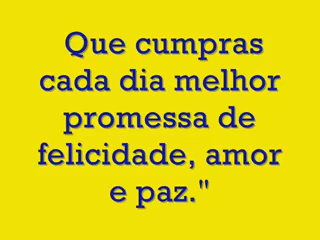 Que cumpras
cada dia melhor
promessa de
felicidade, amor
e paz."